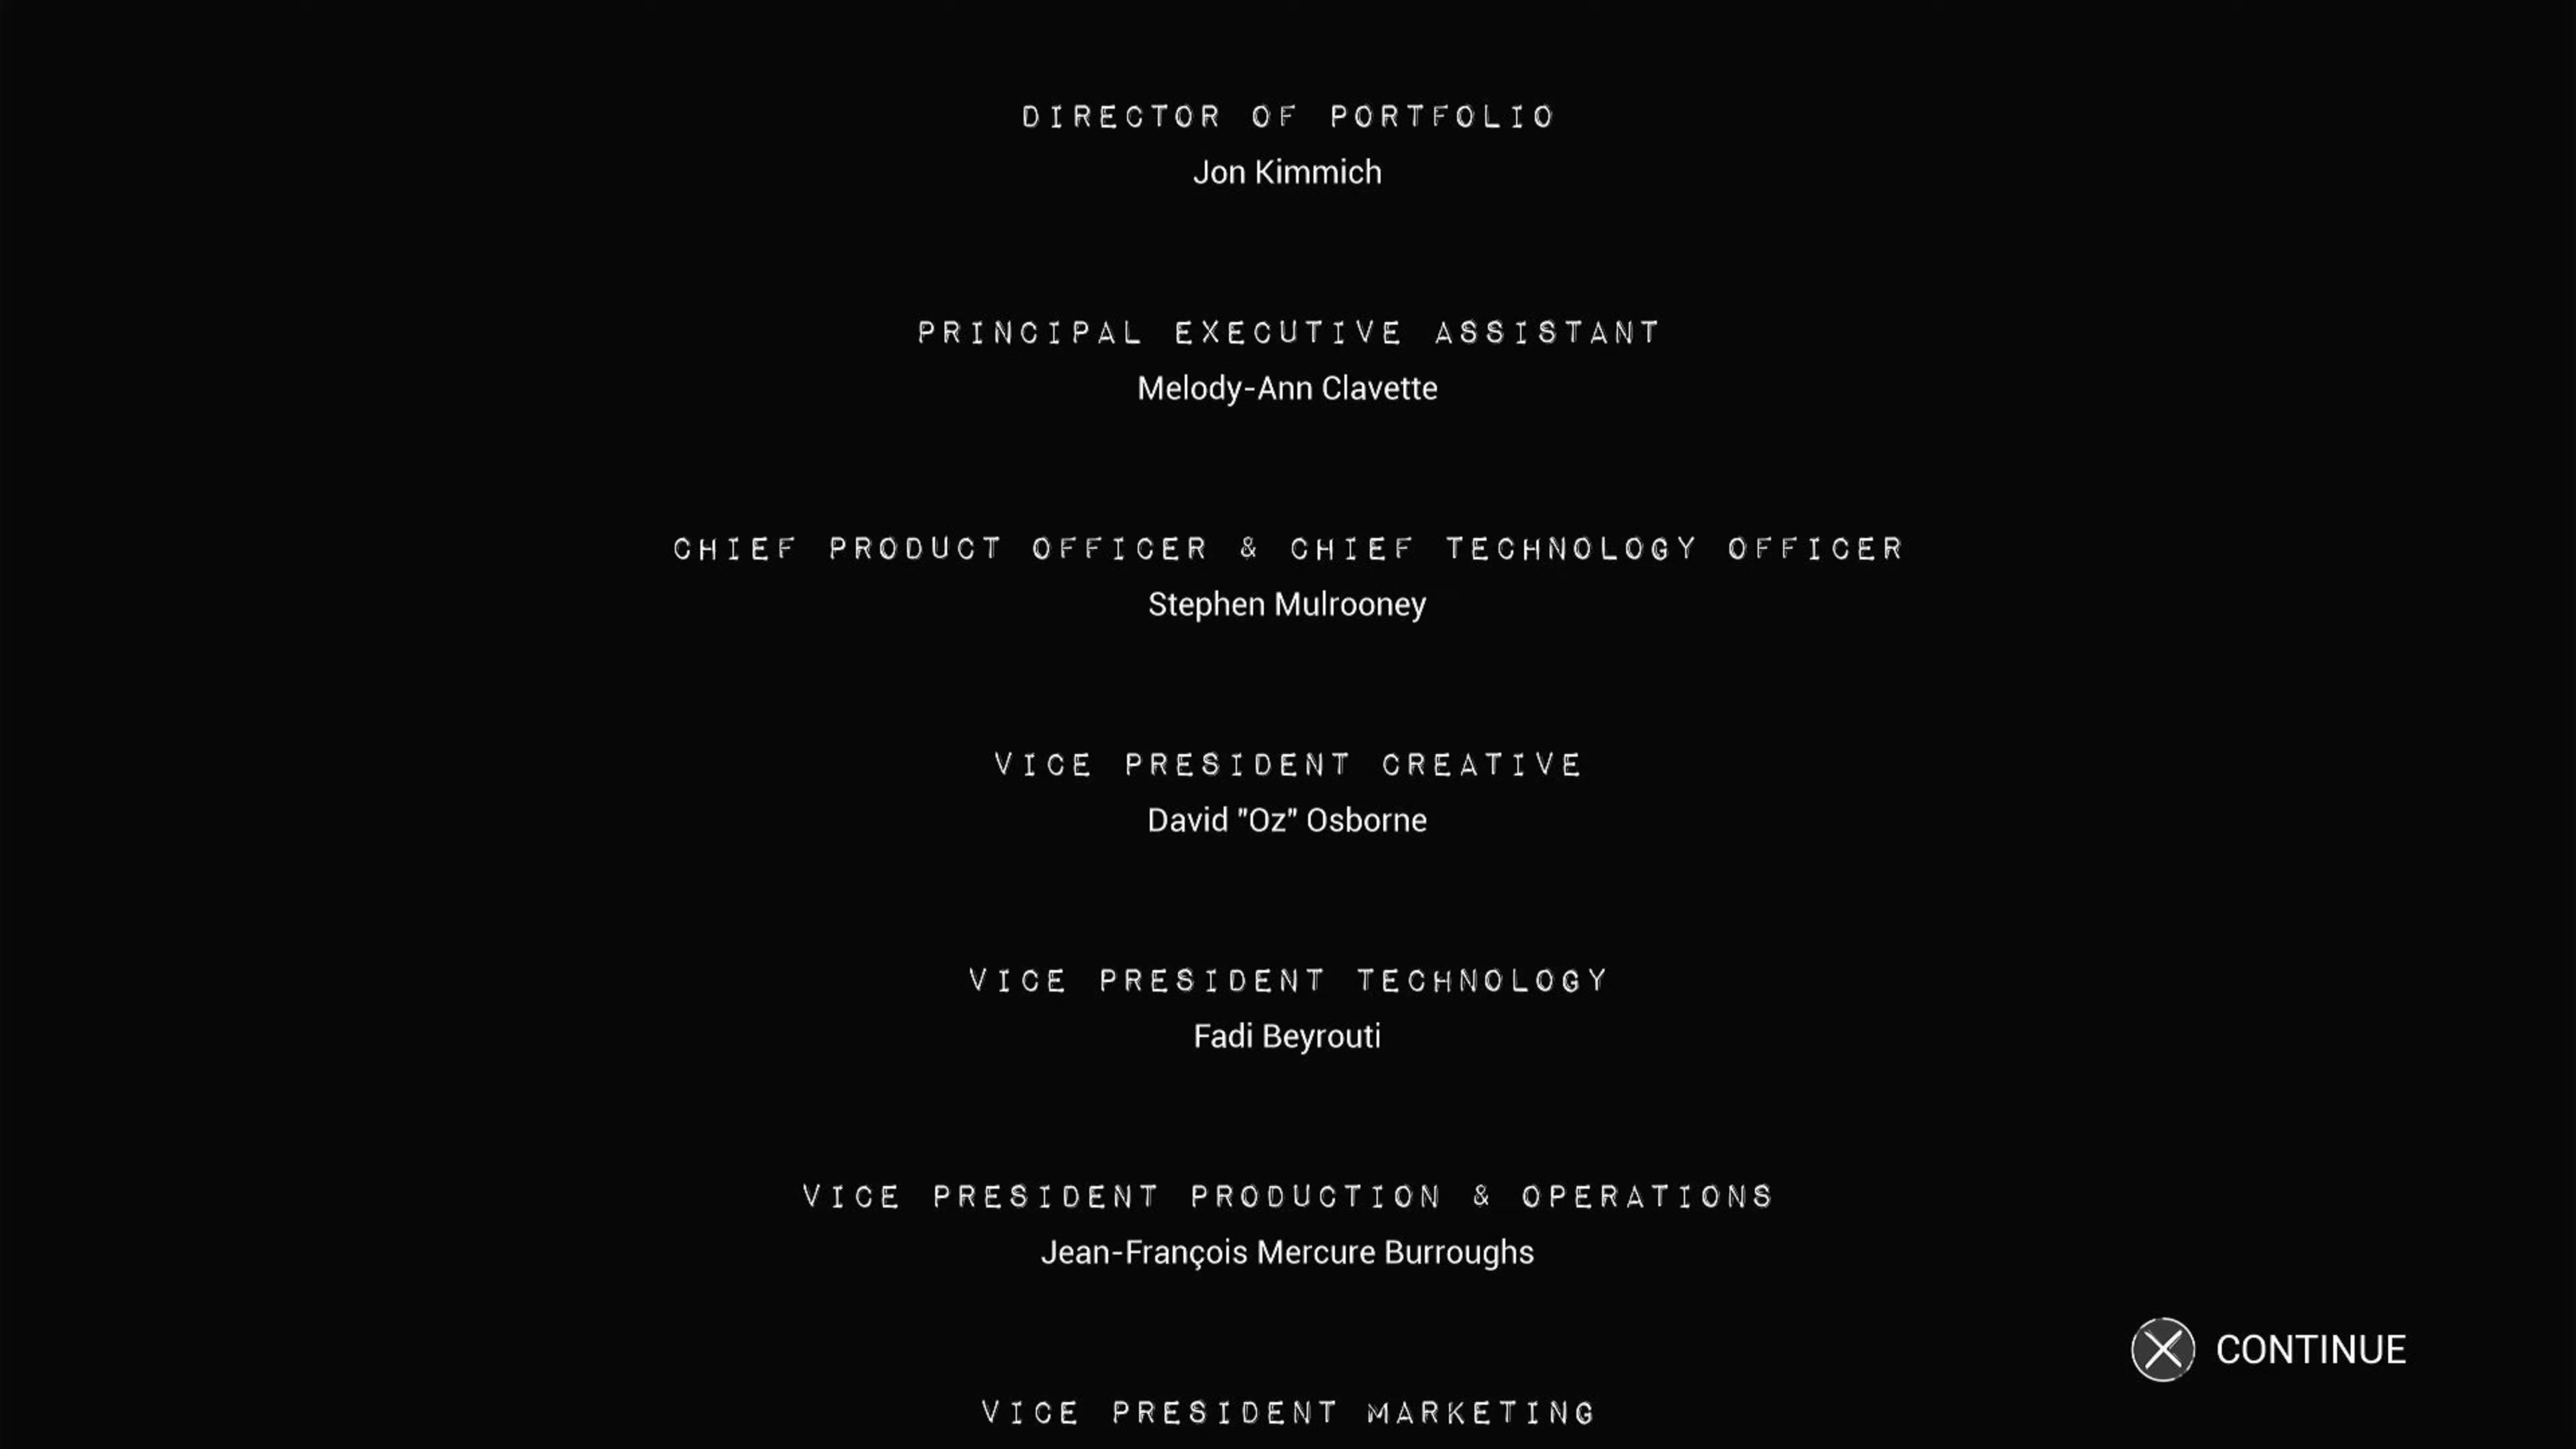 DIRECTOR OF PORTFOLIO
Jon Kimmich
PRINCIPAL EXECUTIVE ASSISTANT
Melody-Ann Clavette
CHIEF PRODUCT OFFICER & CHIEF TECHNOLOGY OFFICER
Stephen Mulrooney
VICE PRESIDENT CREATIVE
David "Oz" Osborne
VICE PRESIDENT TECHNOLOGY
Fadi Beyrouti
VICE PRESIDENT PRODUCTION & OPERATIONS
Jean-François Mercure Burroughs
CONTINUE
VICE PRESIDENT MARKETING